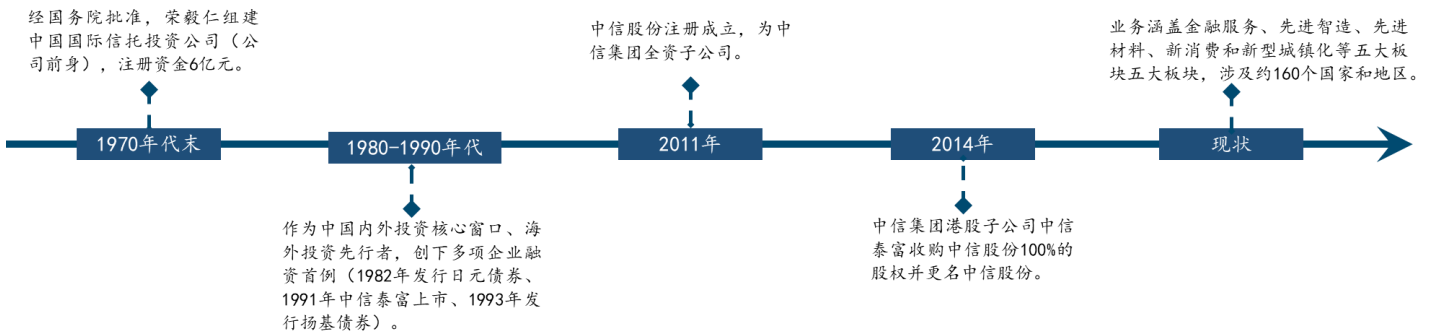 经国务院批准，荣毅仁组建
中国国际信托投资公司（公
司前身），注册资金6亿元。
中信股份注册成立，为中
信集团全资子公司。
业务涵盖金融服务、先进智造、先进
材料、新消费和新型城镇化等五大板
块五大板块，涉及约160个国家和地区。
1970年代末
1980-1990年代
2011年
2014年
现状
作为中国内外投资核心窗口、海
外投资先行者，创下多项企业融
资首例（1982年发行日元债券、
1991年中信泰富上市、1993年发
行扬基债券）。
中信集团港股子公司中信
泰富收购中信股份100%的
股权并更名中信股份。